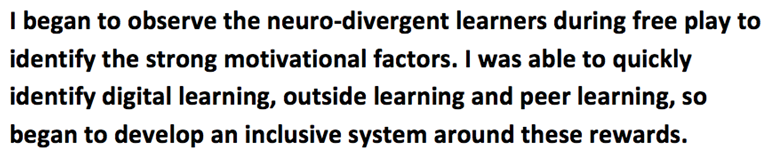 I began to observe the neuro-divergent learners during free play to
identify the strong motivational factors. I was able to quickly
identify digital learning, outside learning and peer learning, so
began to develop an inclusive system around these rewards.